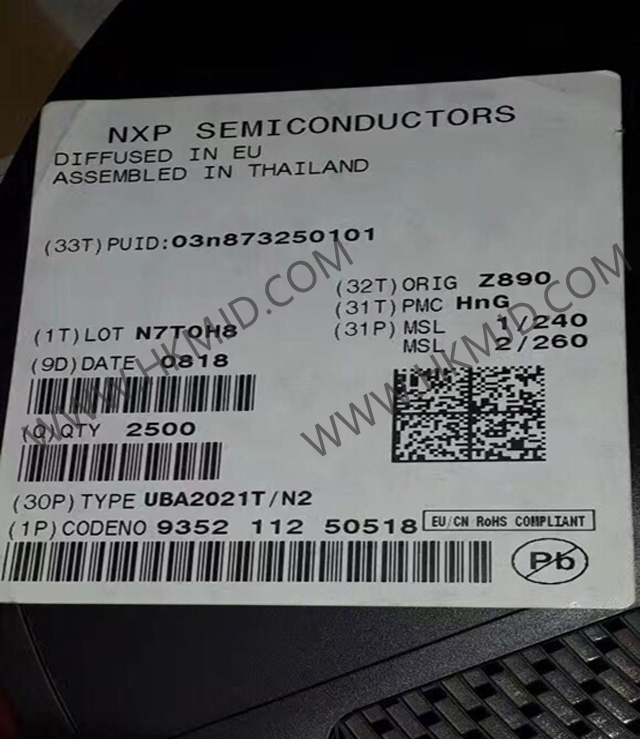 NXP SEMICONDUCTORS
DIFFUSED IN EU
ASSEMBLED IN THAILAND
(33T) PUID:03n873250101
(32T) ORIG Z890
(31T) PMC HnG
(1T) LOT N7T0H8
(31P) MSL 1/240
MSL 2/260
(9D) DATE 0818
(Q) QTY 2500
(30P) TYPE UBA2021T/N2
(1P) CODENO 9352 112 50518
EU/CN RoHS COMPLIANT
Pb
WWW.HKMJD.COM
WWW.HKMJD.COM